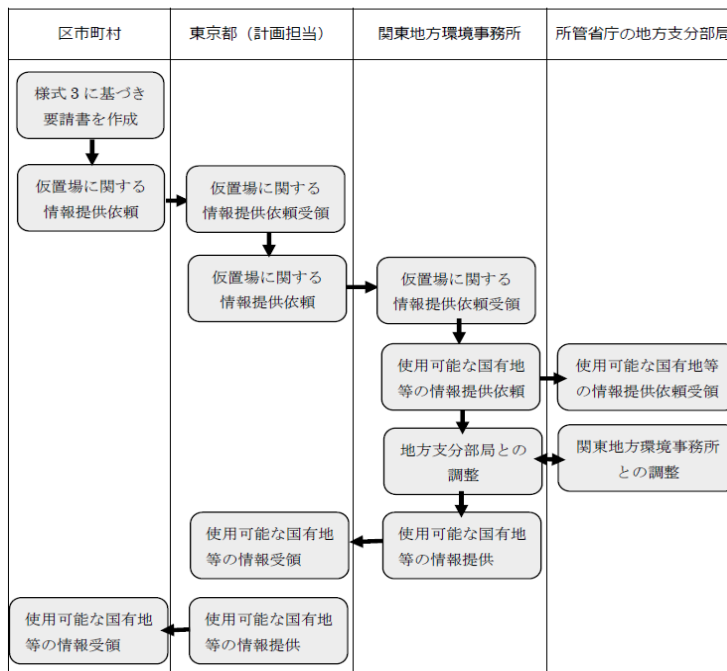 区市町村
東京都（計画担当）
関東地方環境事務所
所管省庁の地方支分部局
様式 3 に基づき
要請書を作成
仮置場に関する
情報提供依頼
仮置場に関する
情報提供依頼受領
仮置場に関する
情報提供依頼
仮置場に関する
情報提供依頼受領
使用可能な国有地
等の情報提供依頼
使用可能な国有地等
の情報提供依頼受領
地方支分部局との
調整
関東地方環境事務所
との調整
使用可能な国有地
等の情報受領
使用可能な国有地
等の情報提供
使用可能な国有地
等の情報受領
使用可能な国有地
等の情報提供